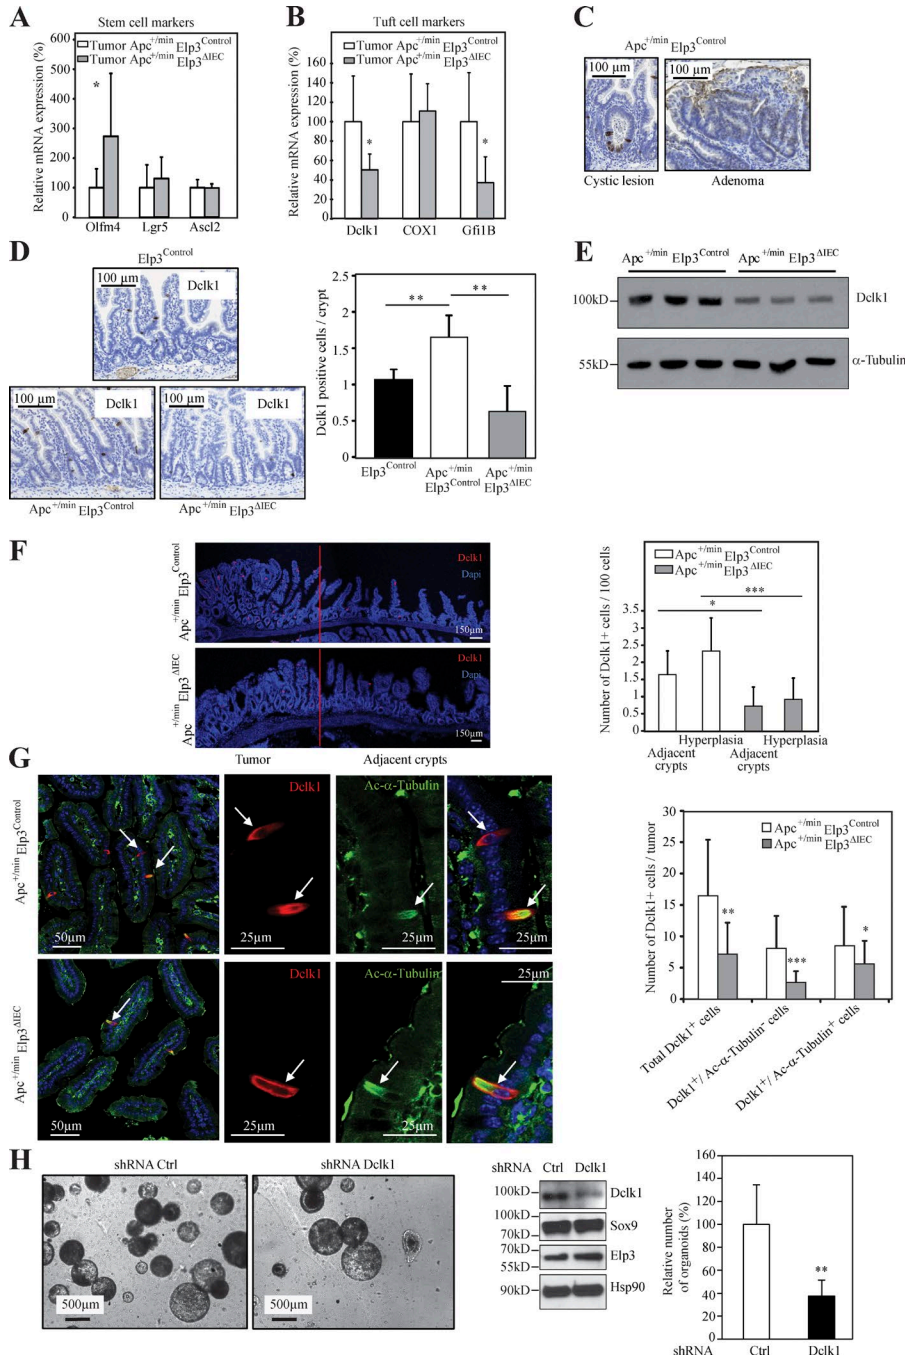 A
Stem cell markers
Tumor Apc+/min Elp3Control
Tumor Apc+/min Elp3ΔIEC
Relative mRNA expression (%)
600
500
400
300
200
100
0
*
Olfm4 Lgr5 Ascl2
B
Tuft cell markers
Tumor Apc+/min Elp3Control
Tumor Apc+/min Elp3ΔIEC
Relative mRNA expression (%)
160
140
120
100
80
60
40
20
0
* *
Dclk1 COX1 Gfi1B
C
Apc+/min Elp3Control
100 µm 100 µm
Cystic lesion Adenoma
D
Elp3Control
100 µm Dclk1
100 µm Dclk1
100 µm Dclk1
Apc+/min Elp3Control Apc+/min Elp3ΔIEC
Dclk1 positive cells / crypt
2.5
2
1.5
1
0.5
0
** **
Elp3Control Apc+/min Elp3Control Apc+/min Elp3ΔIEC
E
Apc+/min Elp3Control Apc+/min Elp3ΔIEC
100kD Dclk1
55kD α-Tubulin
F
Apc+/min Elp3Control
Dclk1
Dapi
150µm
Apc+/min Elp3ΔIEC
Dclk1
Dapi
150µm
Apc+/min Elp3Control
Apc+/min Elp3ΔIEC
Number of Dclk1+ cells / 100 cells
***
*
3.5
3
2.5
2
1.5
1
0.5
0
Hyperplasia Hyperplasia
Adjacent crypts Adjacent crypts
G
Tumor Adjacent crypts
Apc+/min Elp3Control
Dclk1 Ac-α-Tubulin
50µm 25µm 25µm 25µm
Apc+/min Elp3ΔIEC
Dclk1 Ac-α-Tubulin 25µm
50µm 25µm 25µm
Apc+/min Elp3Control
Apc+/min Elp3ΔIEC
Number of Dclk1+ cells / tumor
30
25
20
15
10
5
0
** *** *
Total Dclk1+ cells
Dclk1+/ Ac-α-Tubulin- cells
Dclk1+/ Ac-α-Tubulin+ cells
H
shRNA Ctrl shRNA Dclk1
500µm 500µm
shRNA Ctrl Dclk1
100kD Dclk1
100kD
70kD Sox9
70kD
55kD Elp3
90kD Hsp90
Relative number of organoids (%)
160
140
120
100
80
60
40
20
0
**
shRNA Ctrl Dclk1